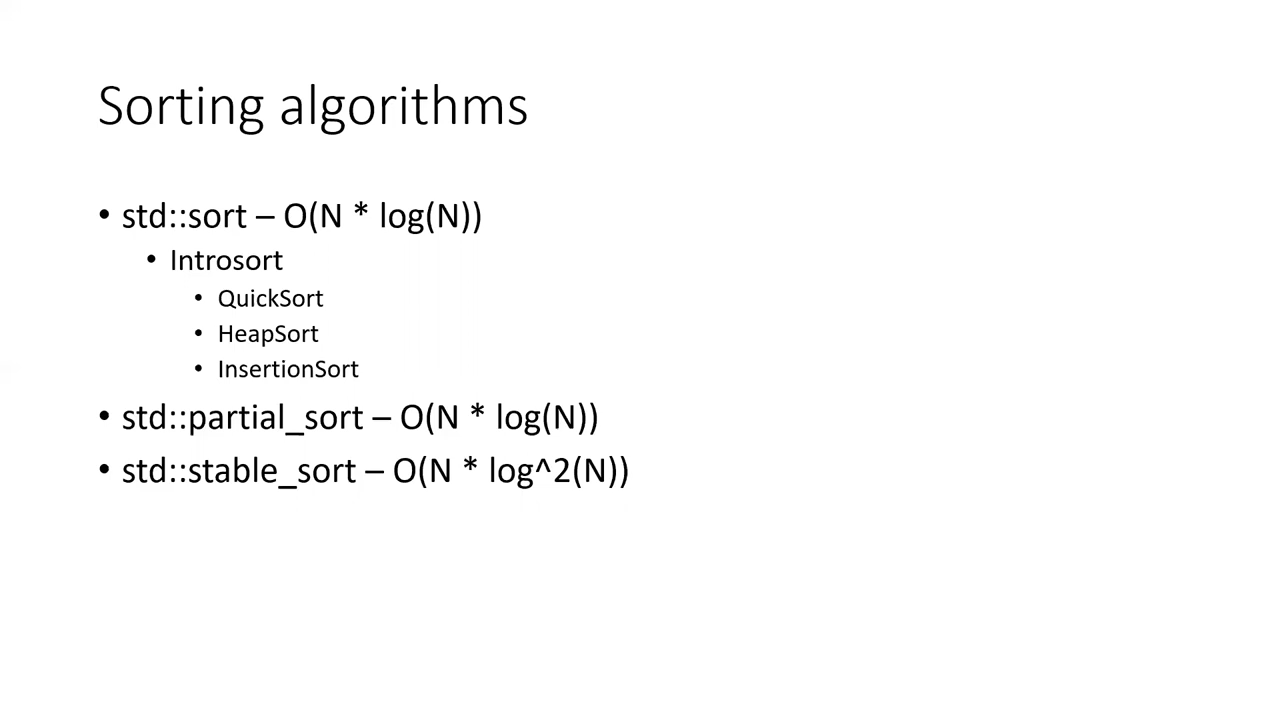 Sorting algorithms
• std::sort – O(N * log(N))
• Introsort
• QuickSort
• HeapSort
• InsertionSort
• std::partial_sort – O(N * log(N))
• std::stable_sort – O(N * log^2(N))